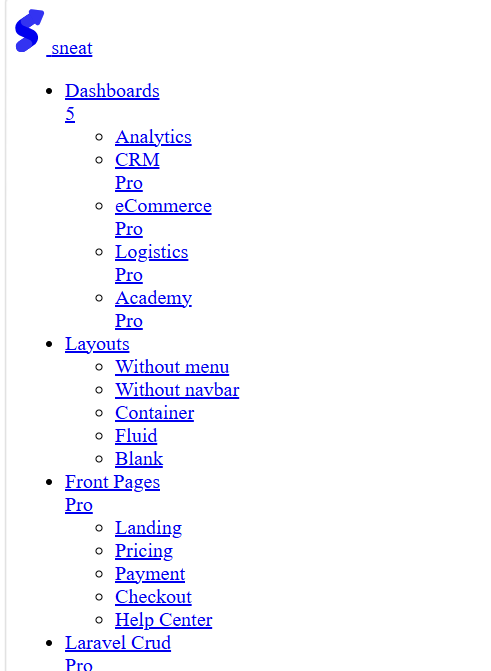 sneat
Dashboards
5
Analytics
CRM
Pro
eCommerce
Pro
Logistics
Pro
Academy
Pro
Layouts
Without menu
Without navbar
Container
Fluid
Blank
Front Pages
Pro
Landing
Pricing
Payment
Checkout
Help Center
Laravel Crud
Pro